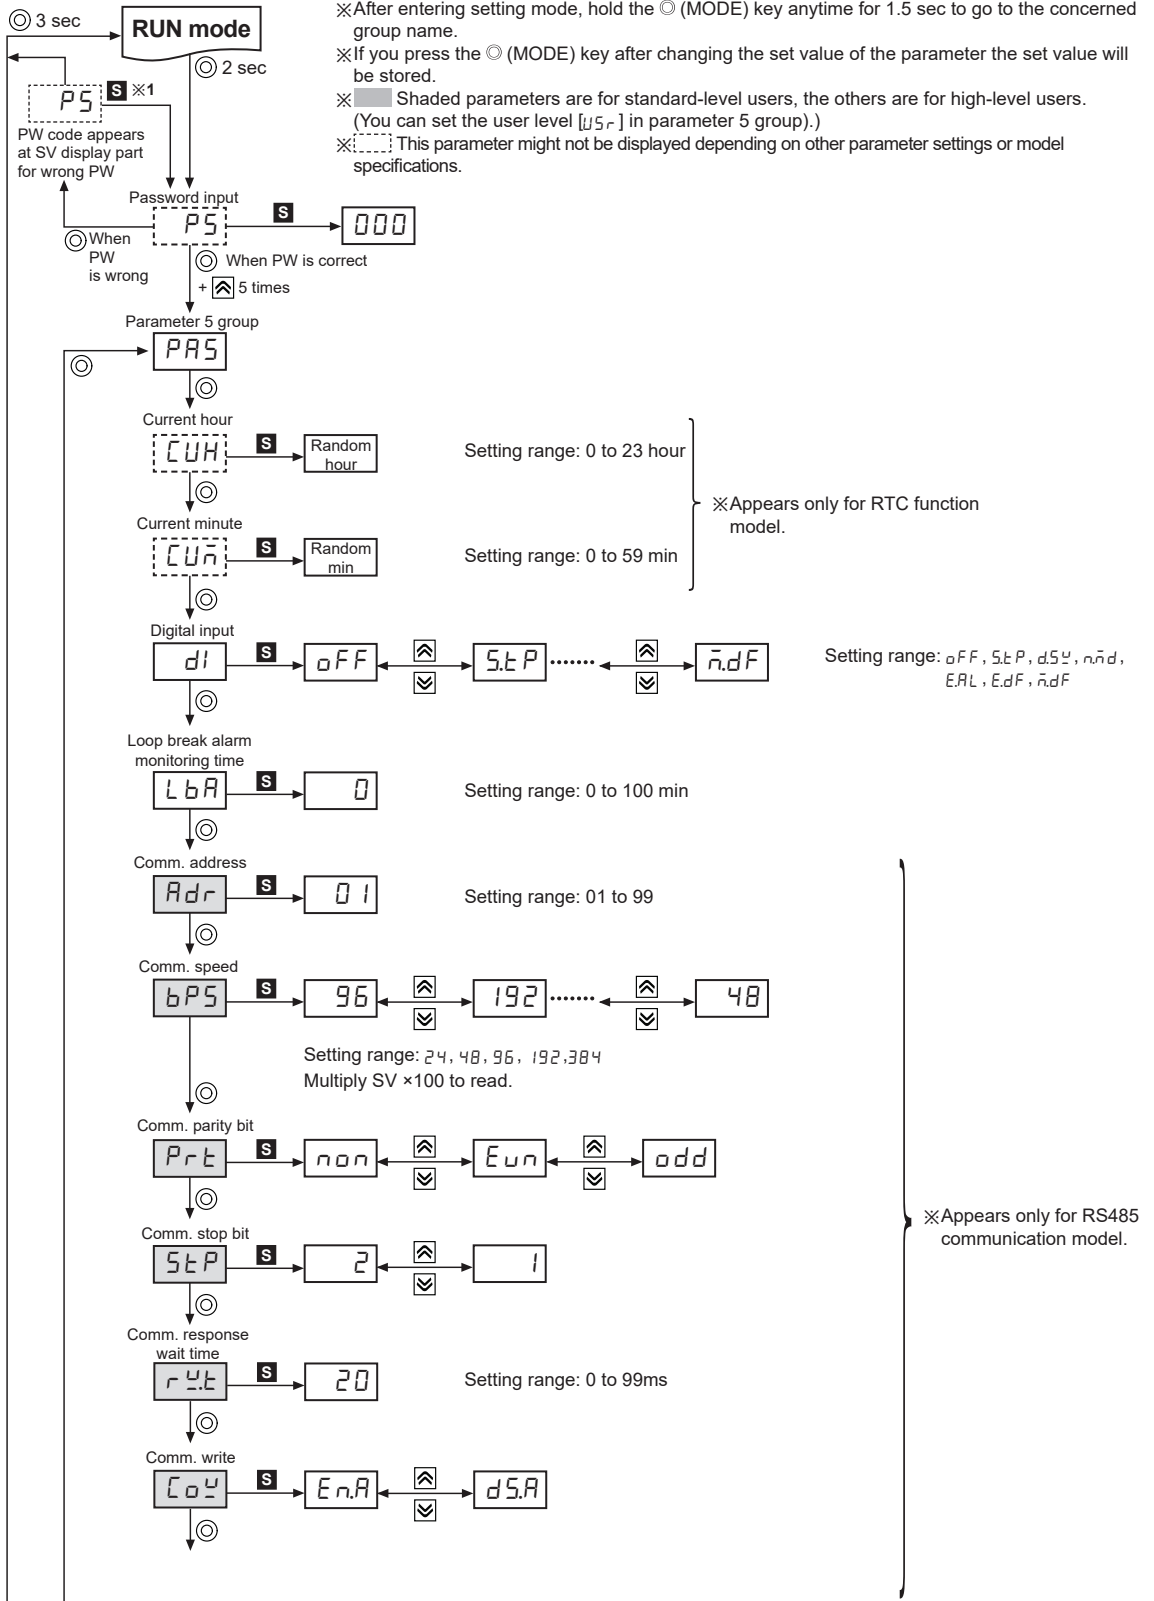 ◎ 3 sec
RUN mode
◎ 2 sec
※After entering setting mode, hold the ◎ (MODE) key anytime for 1.5 sec to go to the concerned
group name.
※If you press the ◎ (MODE) key after changing the set value of the parameter the set value will
be stored.
※ Shaded parameters are for standard-level users, the others are for high-level users.
(You can set the user level [USr] in parameter 5 group).)
※ This parameter might not be displayed depending on other parameter settings or model
specifications.
PS S ※1
PW code appears
at SV display part
for wrong PW
Password input
PS S 000
◎ When
PW
is wrong
◎ When PW is correct
+ 5 times
Parameter 5 group
◎ PA5
◎
Current hour
CUH S Random
hour
Setting range: 0 to 23 hour
◎
※Appears only for RTC function
model.
Current minute
CUm S Random
min
Setting range: 0 to 59 min
◎
Digital input
dI S oFF S.tP ....... m.dF
Setting range: oFF, S.tP, d.SW, n.md,
E.AL, E.dF, m.dF
◎
Loop break alarm
monitoring time
LbA S 0
Setting range: 0 to 100 min
◎
Comm. address
Adr S 01
Setting range: 01 to 99
◎
Comm. speed
bPS S 96 192 ....... 48
Setting range: 24, 48, 96, 192,384
Multiply SV ×100 to read.
◎
Comm. parity bit
Prt S non Evn odd
◎
※Appears only for RS485
communication model.
Comm. stop bit
StP S 2 1
◎
Comm. response
wait time
rW.t S 20
Setting range: 0 to 99ms
◎
Comm. write
CoW S En.A dS.A
◎